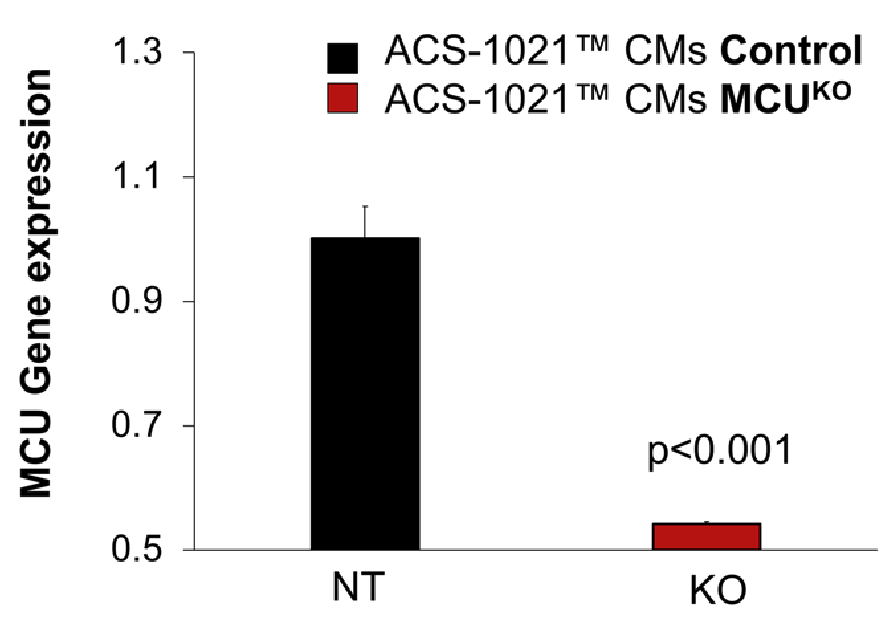 ACS-1021™ CMs Control
ACS-1021™ CMs MCUᴷᴼ
MCU Gene expression
1.3
1.1
0.9
0.7
0.5
p<0.001
NT
KO